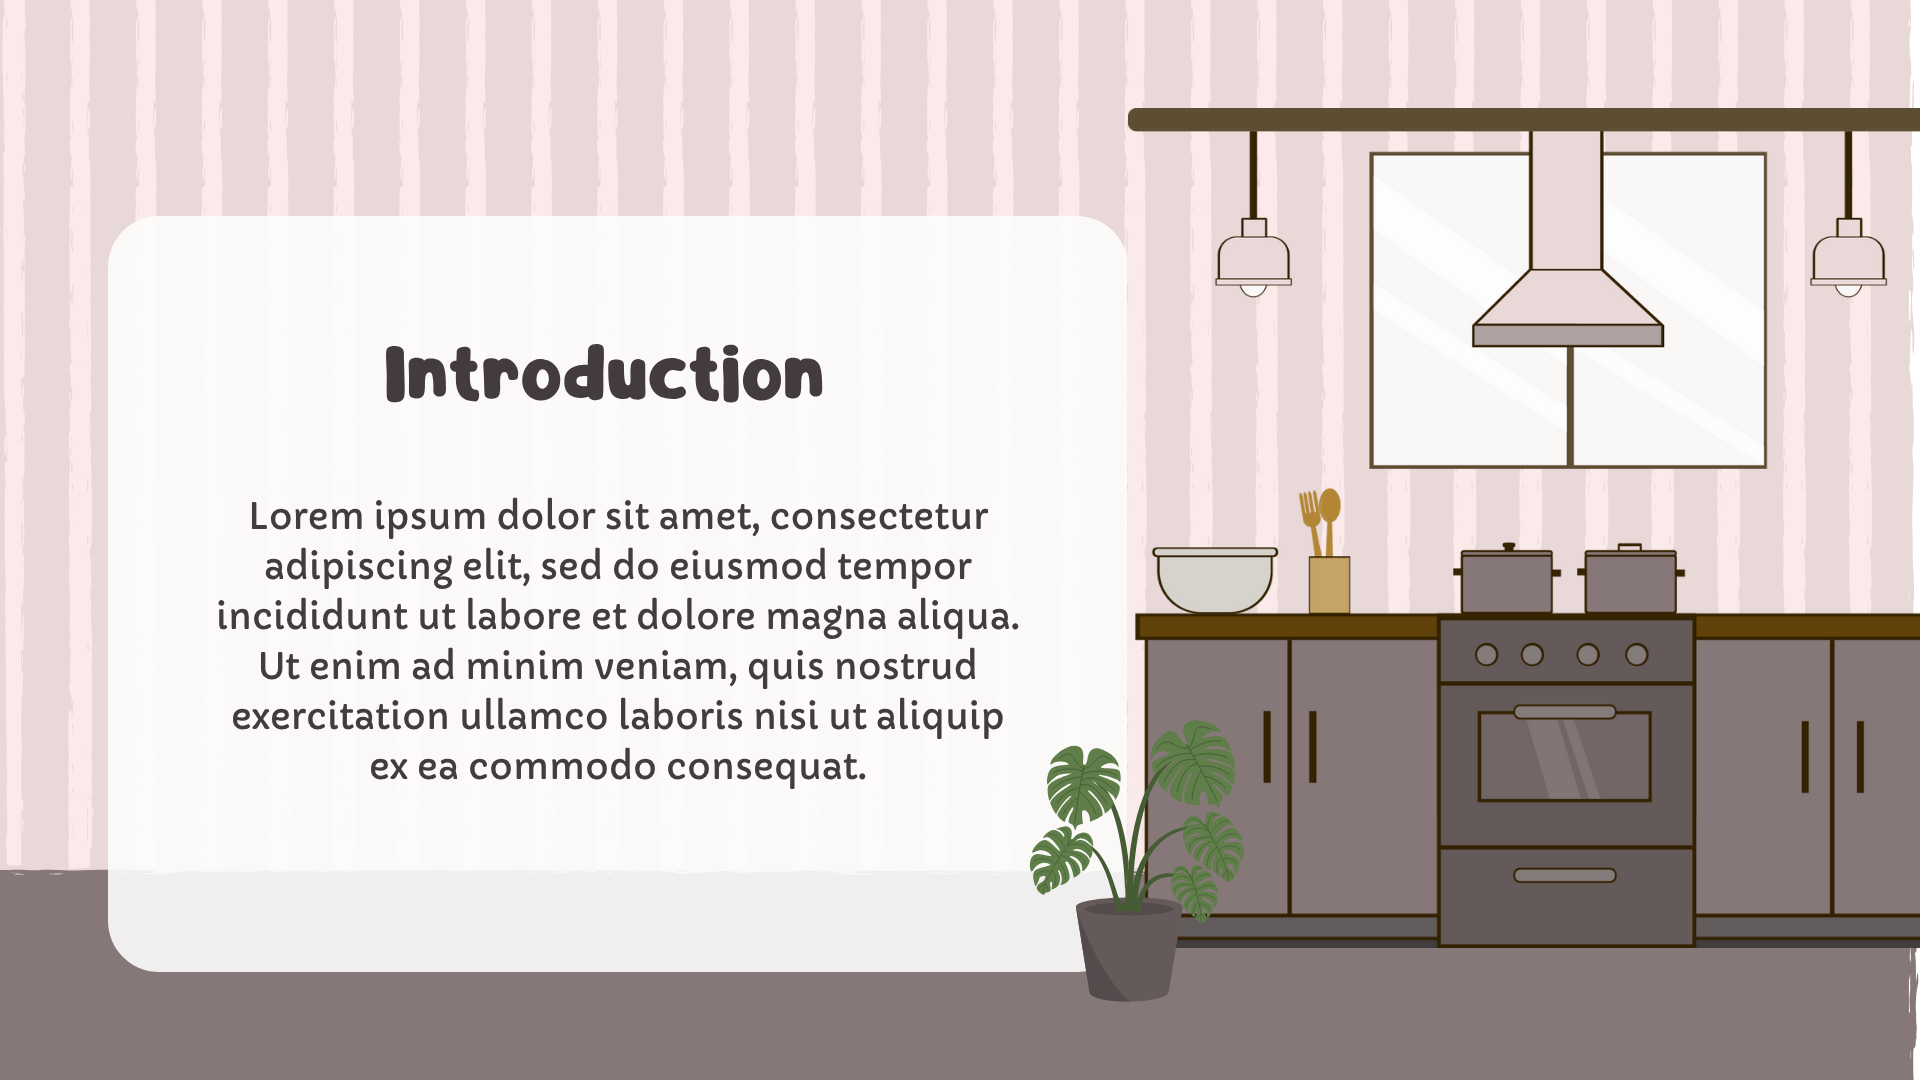 Introduction
Lorem ipsum dolor sit amet, consectetur
adipiscing elit, sed do eiusmod tempor
incididunt ut labore et dolore magna aliqua.
Ut enim ad minim veniam, quis nostrud
exercitation ullamco laboris nisi ut aliquip
ex ea commodo consequat.